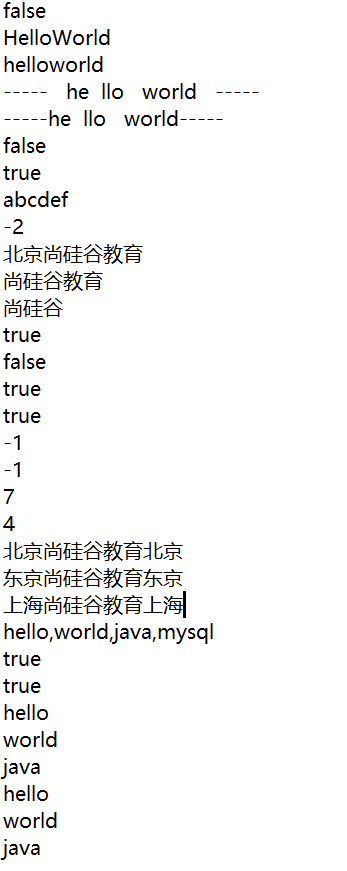 false
HelloWorld
helloworld
-----   he  llo   world   -----
-----he  llo   world-----
false
true
abcdef
-2
北京尚硅谷教育
尚硅谷教育
尚硅谷
true
false
true
true
-1
-1
7
4
北京尚硅谷教育北京
东京尚硅谷教育东京
上海尚硅谷教育上海
hello,world,java,mysql
true
true
hello
world
java
hello
world
java